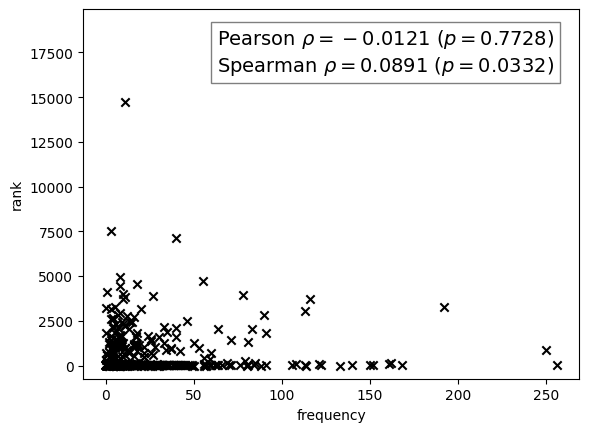 Pearson ρ = −0.0121 (p = 0.7728)
Spearman ρ = 0.0891 (p = 0.0332)
17500
15000
12500
10000
7500
5000
2500
0
rank
0 50 100 150 200 250
frequency